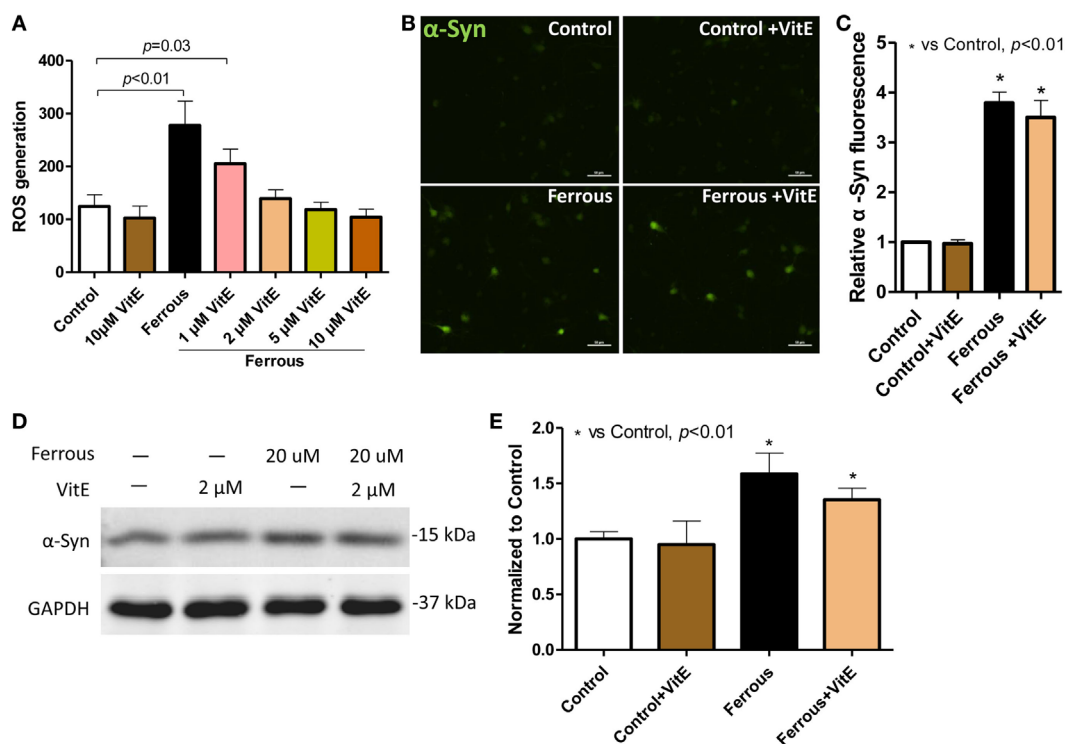 A
p=0.03
p<0.01
400
300
200
100
0
ROS generation
Control
10μM VitE
Ferrous
1 μM VitE
2 μM VitE
5 μM VitE
10 μM VitE
Ferrous
B
α-Syn
Control
Control +VitE
Ferrous
Ferrous +VitE
C
* vs Control, p<0.01
5
4
3
2
1
0
* *
Relative α -Syn fluorescence
Control
Control+VitE
Ferrous
Ferrous +VitE
D
Ferrous — — 20 uM 20 uM
VitE — 2 μM — 2 μM
α-Syn -15 kDa
GAPDH -37 kDa
E
* vs Control, p<0.01
2.0
1.5
1.0
0.5
0.0
* *
Normalized to Control
Control
Control+VitE
Ferrous
Ferrous+VitE